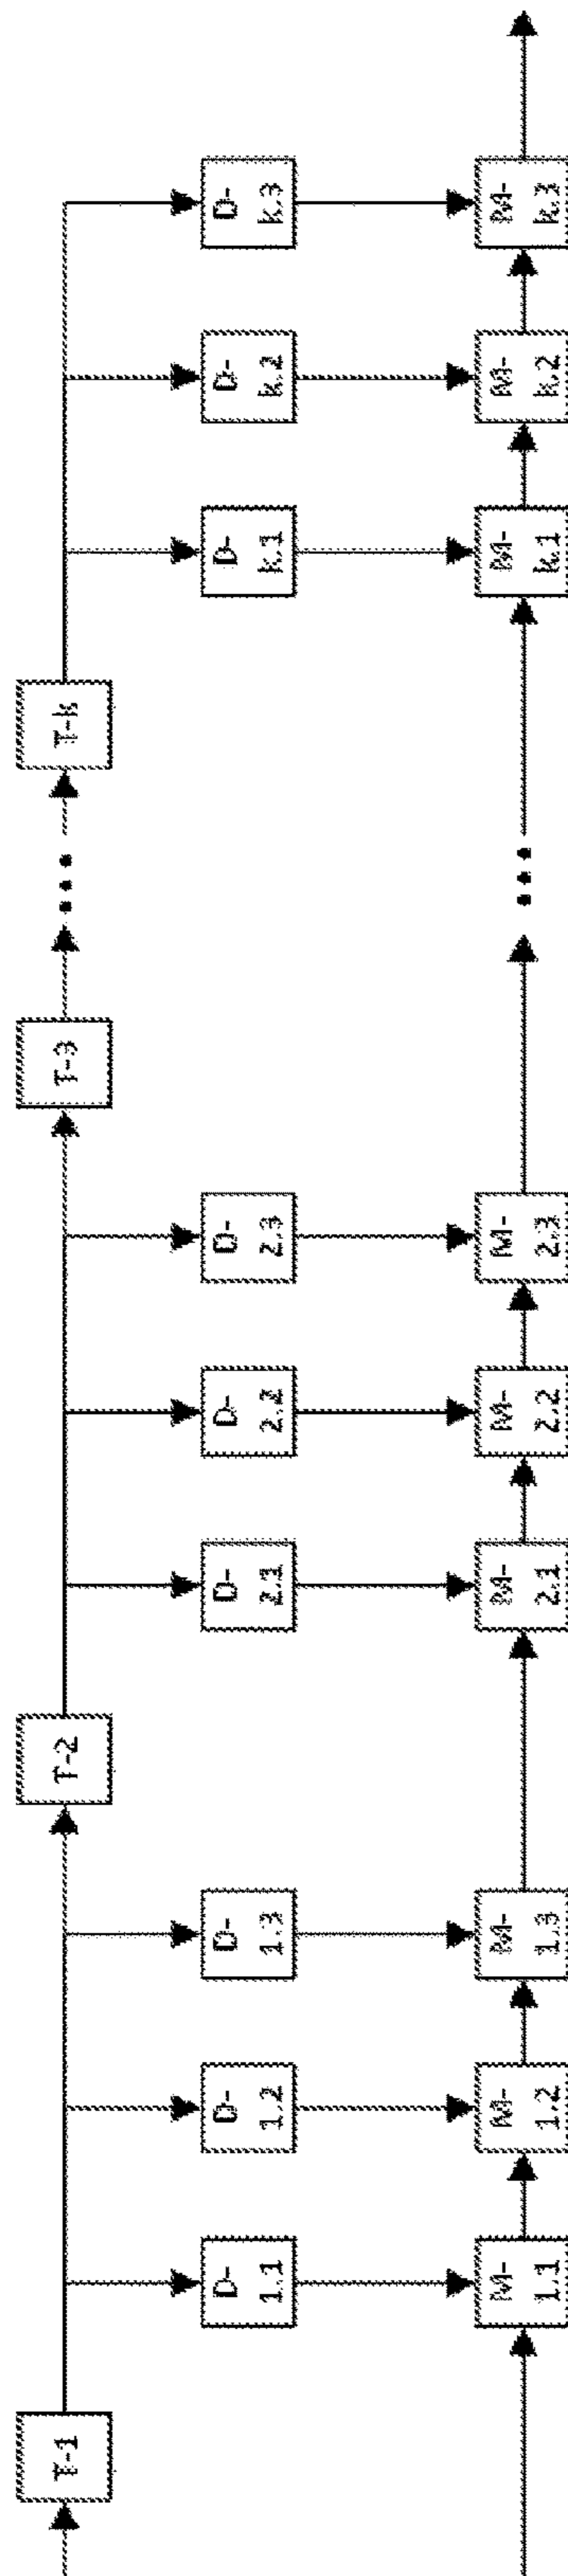 T-1
T-2
T-3
...
T-k
D-
1.1
D-
1.2
D-
1.3
D-
2.1
D-
2.2
D-
2.3
D-
k.1
D-
k.2
D-
k.3
M-
1.1
M-
1.2
M-
1.3
M-
2.1
M-
2.2
M-
2.3
...
M-
k.1
M-
k.2
M-
k.3